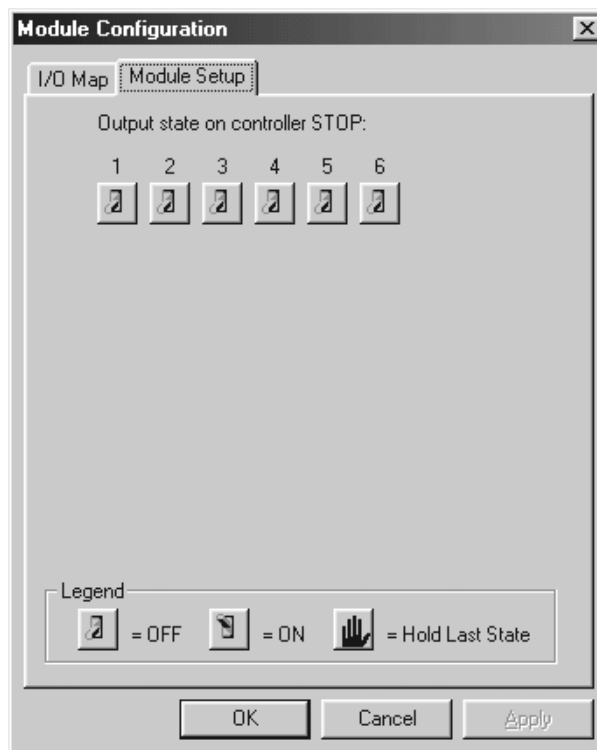 Module Configuration
I/O Map Module Setup
Output state on controller STOP:
1 2 3 4 5 6
Legend
= OFF = ON = Hold Last State
OK Cancel Apply